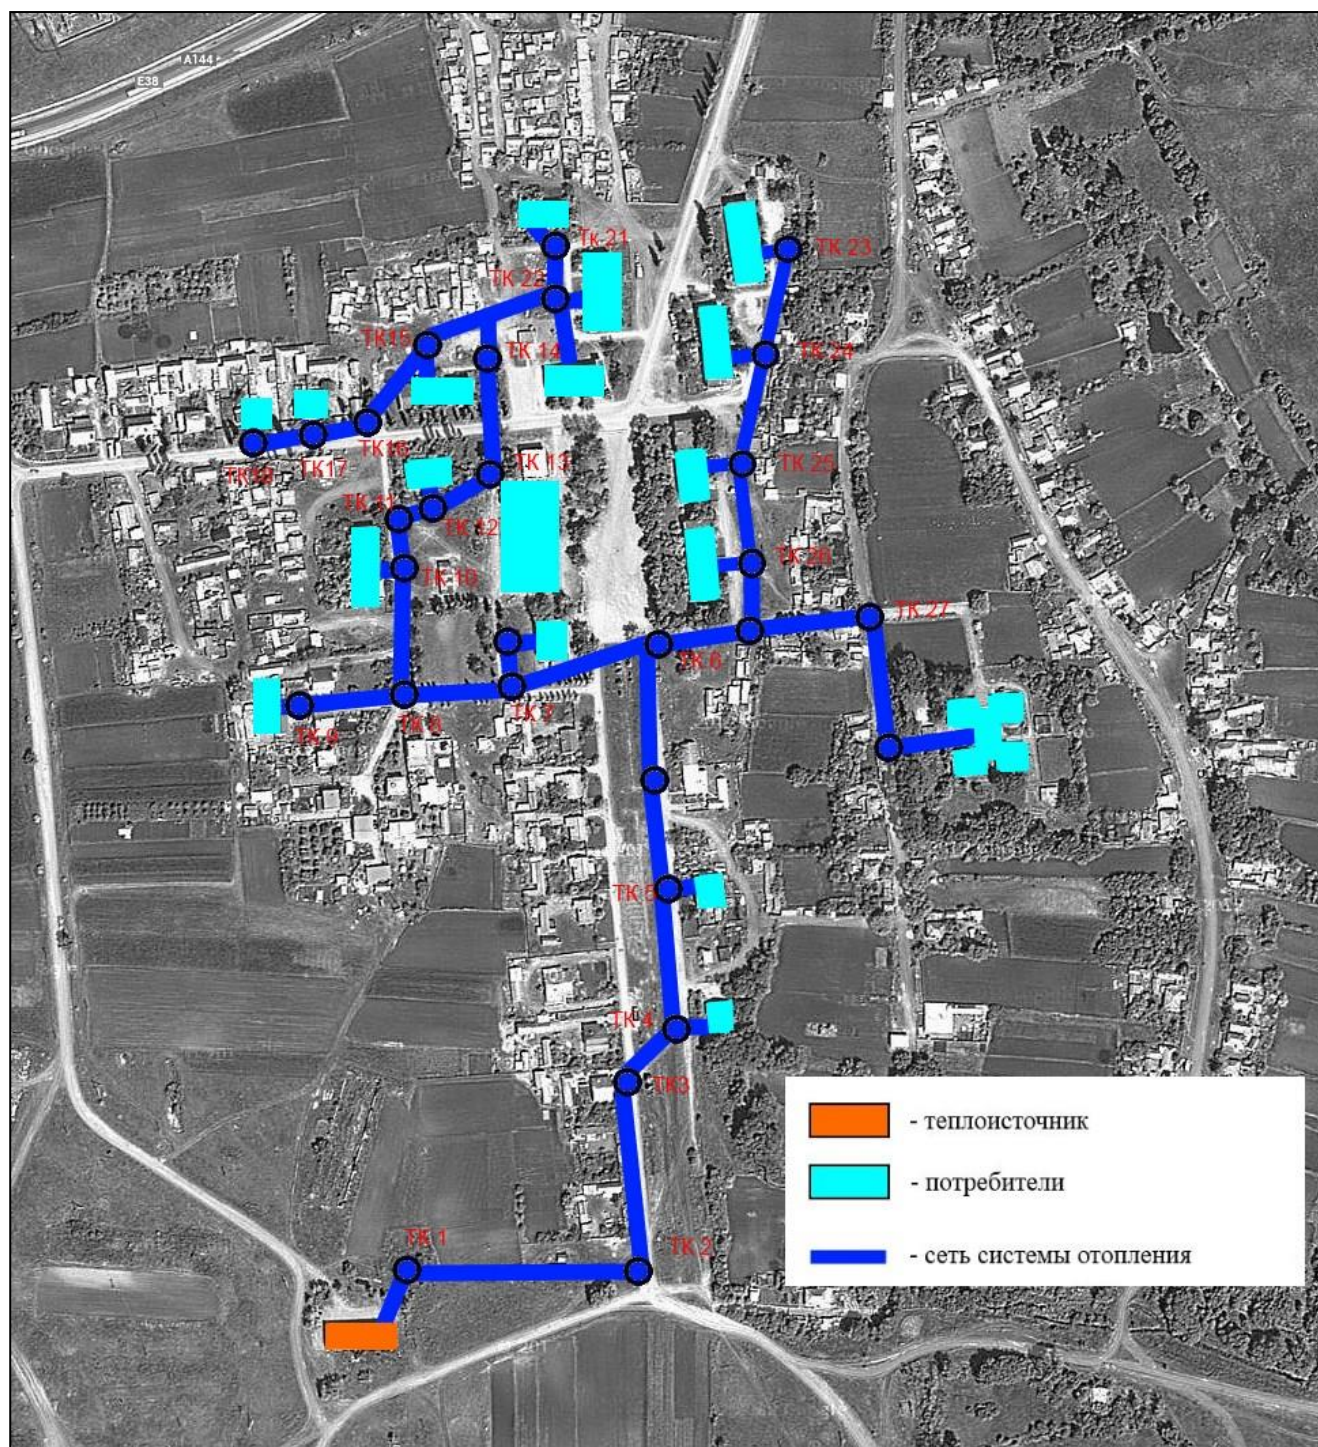 A144
E38
Тк 21
ТК 22
ТК 23
ТК15
ТК 14
ТК 24
ТК16
ТК17
ТК18
ТК 13
ТК 25
ТК 11
ТК 12
ТК 10
ТК 26
ТК 27
ТК 6
ТК 7
ТК 8
ТК 9
ТК 5
ТК 4
ТК3
- теплоисточник
- потребители
- сеть системы отопления
ТК 1
ТК 2